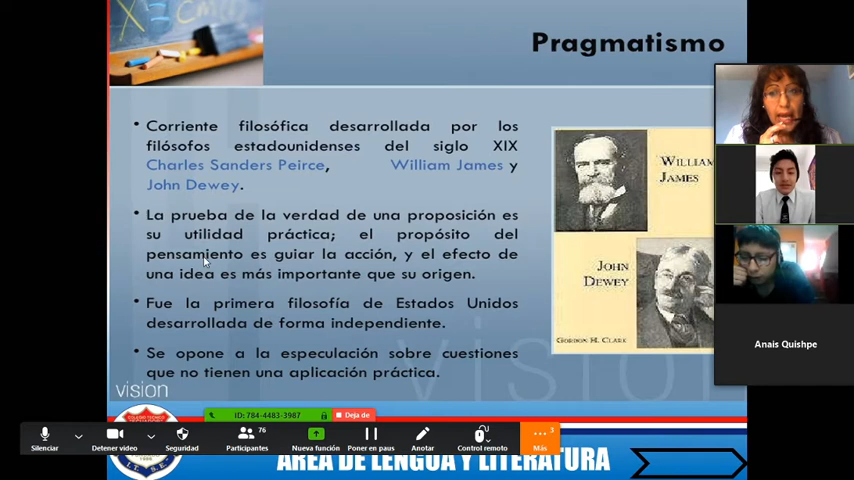 Pragmatismo
• Corriente filosófica desarrollada por los
filósofos estadounidenses del siglo XIX
Charles Sanders Peirce, William James y
John Dewey.
• La prueba de la verdad de una proposición es
su utilidad práctica; el propósito del
pensamiento es guiar la acción, y el efecto de
una idea es más importante que su origen.
• Fue la primera filosofía de Estados Unidos
desarrollada de forma independiente.
• Se opone a la especulación sobre cuestiones
que no tienen una aplicación práctica.
WILLIAM
JAMES
JOHN
DEWEY
GORDON H. CLARK
Anais Quishpe
vision
vision
ID: 784-4483-3987
Deja de
76
3
Silenciar
Detener video
Seguridad
Participantes
Nueva función
Poner en paus
Anotar
Control remoto
Más
I.T.
S.E.
ÁREA DE LENGUA Y LITERATURA